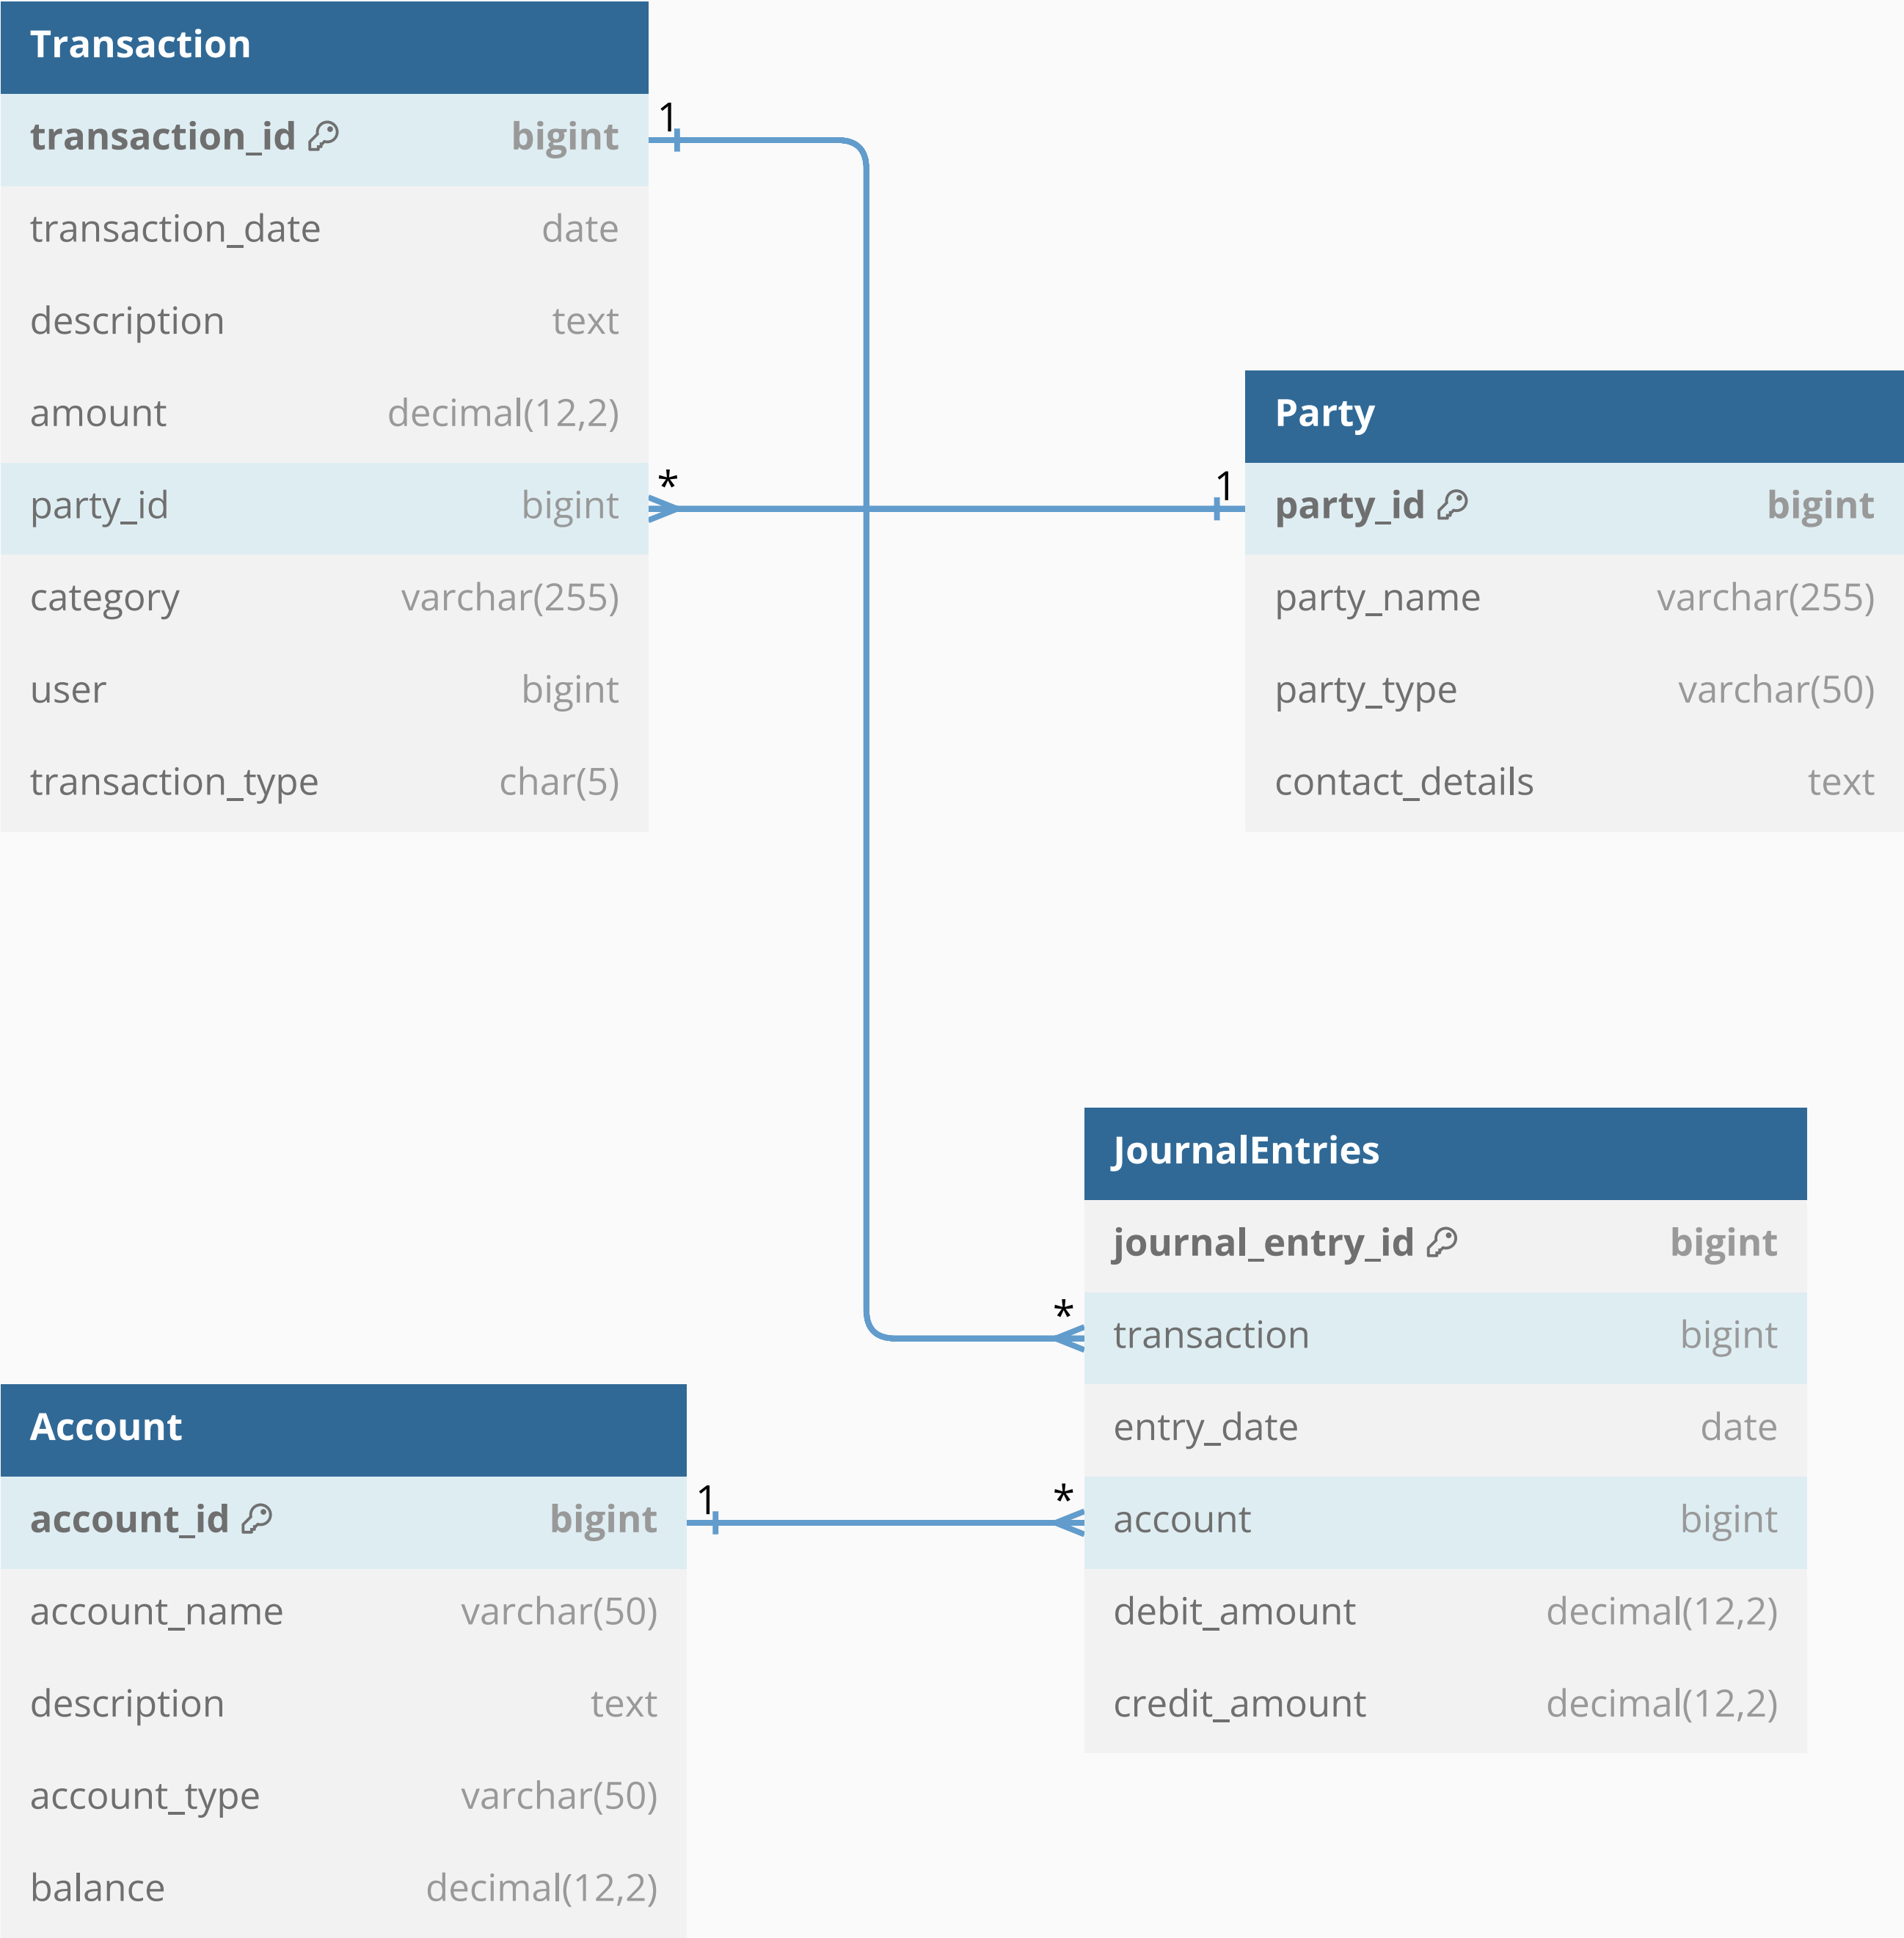 Transaction
transaction_id bigint
transaction_date date
description text
amount decimal(12,2)
party_id bigint
category varchar(255)
user bigint
transaction_type char(5)
1
*
1
Party
party_id bigint
party_name varchar(255)
party_type varchar(50)
contact_details text
JournalEntries
journal_entry_id bigint
transaction bigint
entry_date date
account bigint
debit_amount decimal(12,2)
credit_amount decimal(12,2)
*
*
1
Account
account_id bigint
account_name varchar(50)
description text
account_type varchar(50)
balance decimal(12,2)